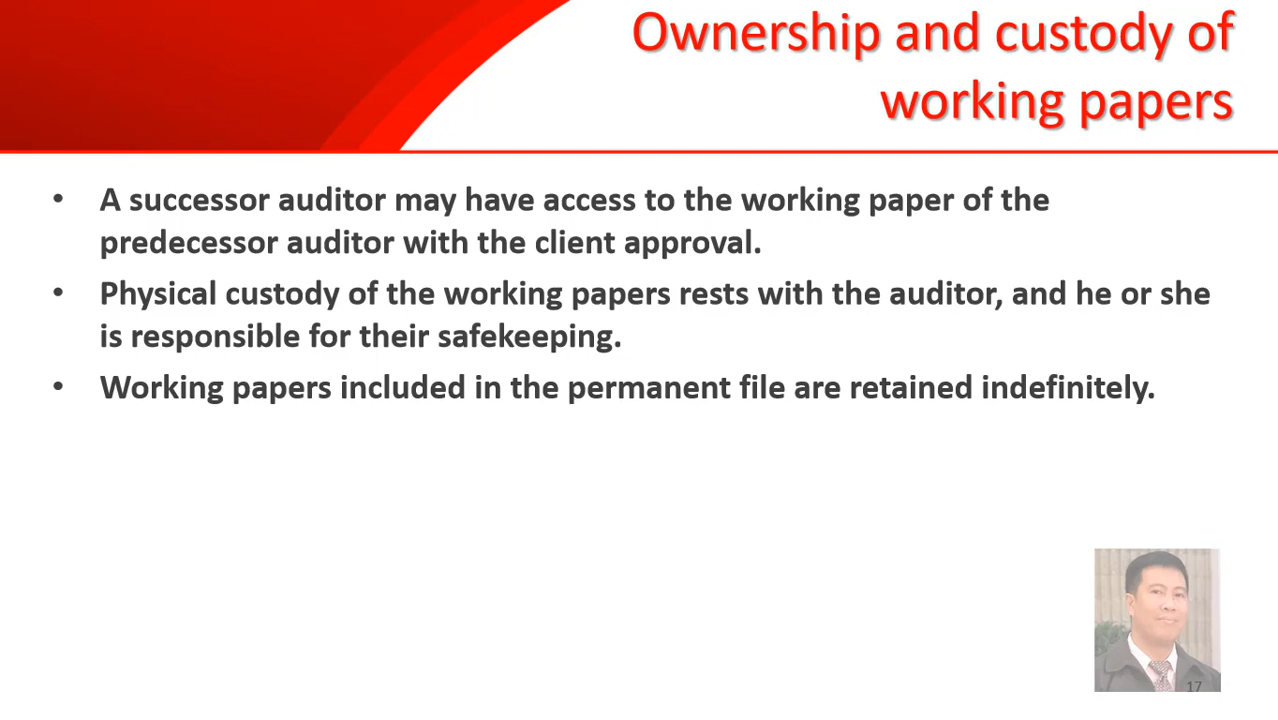 Ownership and custody of
working papers
• A successor auditor may have access to the working paper of the
predecessor auditor with the client approval.
• Physical custody of the working papers rests with the auditor, and he or she
is responsible for their safekeeping.
• Working papers included in the permanent file are retained indefinitely.
17